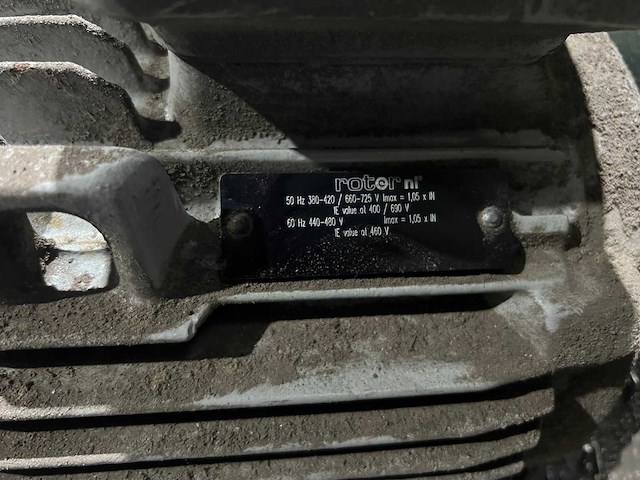 rotor nl®
50 Hz 380-420 / 660-725 V Imax = 1,05 x IN
IE value at 400 / 690 V
60 Hz 440-480 V Imax = 1,05 x IN
IE value at 460 V